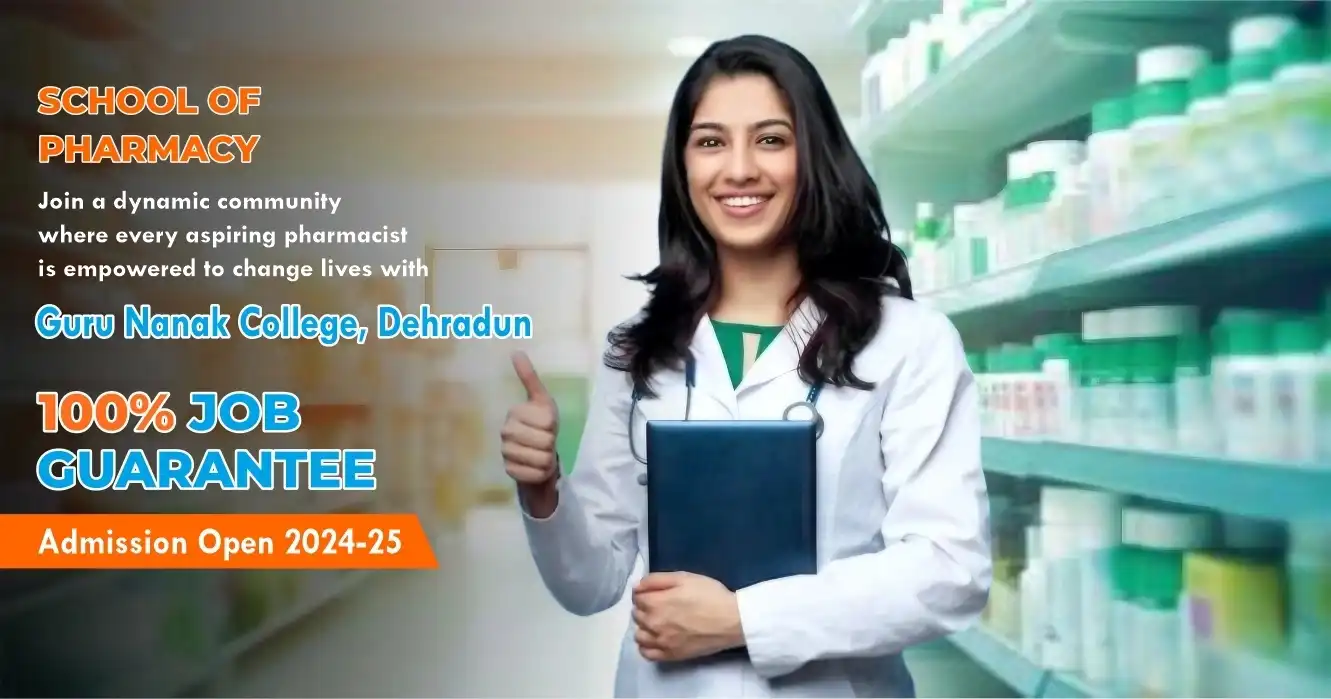 SCHOOL OF
PHARMACY
Join a dynamic community
where every aspiring pharmacist
is empowered to change lives with
Guru Nanak College, Dehradun
100% JOB
GUARANTEE
Admission Open 2024-25